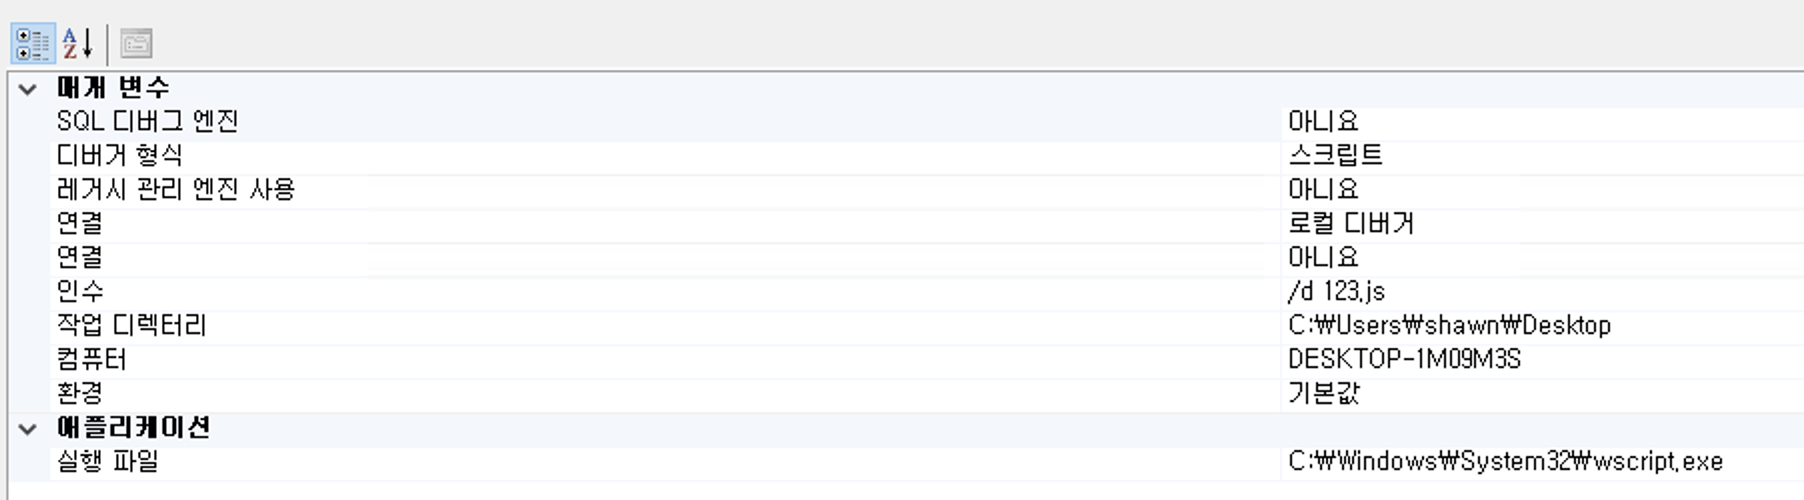 매개 변수
SQL 디버그 엔진 아니요
디버거 형식 스크립트
레거시 관리 엔진 사용 아니요
연결 로컬 디버거
연결 아니요
인수 /d 123.js
작업 디렉터리 C:₩Users₩shawn₩Desktop
컴퓨터 DESKTOP-1M09M3S
환경 기본값
애플리케이션
실행 파일 C:₩Windows₩System32₩wscript.exe